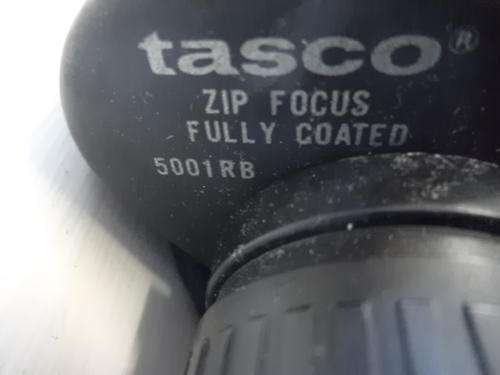 tasco®
ZIP FOCUS
FULLY COATED
5001RB